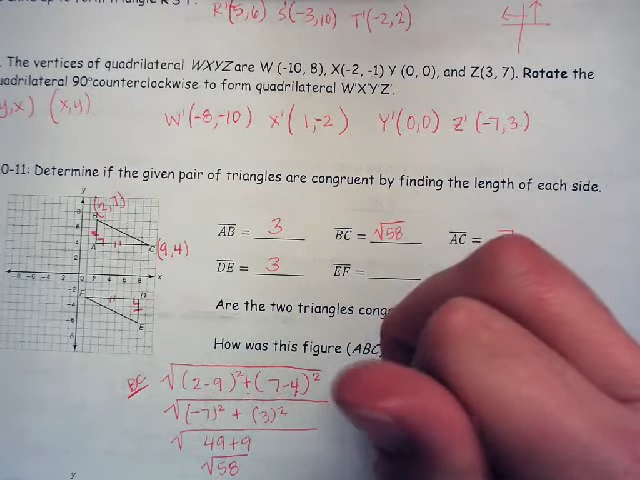 R'(5,6) S'(-3,10) T'(-2,2)
. The vertices of quadrilateral WXYZ are W (-10, 8), X(-2, -1) Y (0, 0), and Z(3, 7). Rotate the
uadrilateral 90°counterclockwise to form quadrilateral W'X'Y'Z'.
y,x) (x,y)
W'(-8,-10) X'(1,-2) Y'(0,0) Z'(-7,3)
0-11: Determine if the given pair of triangles are congruent by finding the length of each side.
(2,7)
(9,4)
AB = 3 BC = √58 AC =
DE = 3 EF =
Are the two triangles cong
How was this figure (ABC
BC: √(2-9)²+(7-4)²
√(-7)² + (3)²
√49+9
√58
y